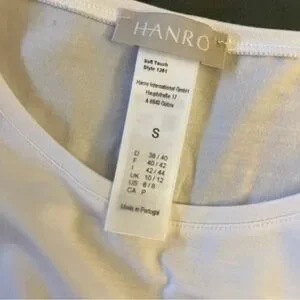 HANRO
Soft Touch
Style 1261
Hanro International GmbH
Hauptstraße 17
A 6840 Götzis
S
D 38 / 40
F 40 / 42
I 42 / 44
UK 10 / 12
US 6 / 8
CA P
Made in Portugal